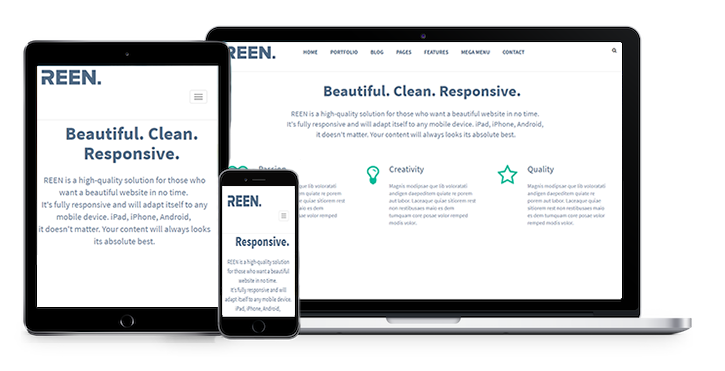 REEN.
Beautiful. Clean.
Responsive.
REEN is a high-quality solution for those who
want a beautiful website in no time.
It's fully responsive and will adapt itself to any
mobile device. iPad, iPhone, Android,
it doesn't matter. Your content will always looks
its absolute best.
REEN.
Responsive.
REEN is a high-quality solution
for those who want a beautiful
website in no time.
It's fully responsive and will
adapt itself to any mobile device.
iPad, iPhone, Android,
REEN.
HOME PORTFOLIO BLOG PAGES FEATURES MEGA MENU CONTACT
Beautiful. Clean. Responsive.
REEN is a high-quality solution for those who want a beautiful website in no time.
It's fully responsive and will adapt itself to any mobile device. iPad, iPhone, Android,
it doesn't matter. Your content will always looks its absolute best.
Passion
Creativity
Magnis modipsae que lib voloratati
andigen daepeditem quiate re porem
aut labor. Laceaque quiae sitiorem rest
non restibusaes maio es dem
tumquam core posae volor remped
modis volor.
Quality
Magnis modipsae que lib voloratati
andigen daepeditem quiate re porem
aut labor. Laceaque quiae sitiorem rest
non restibusaes maio es dem
tumquam core posae volor remped
modis volor.